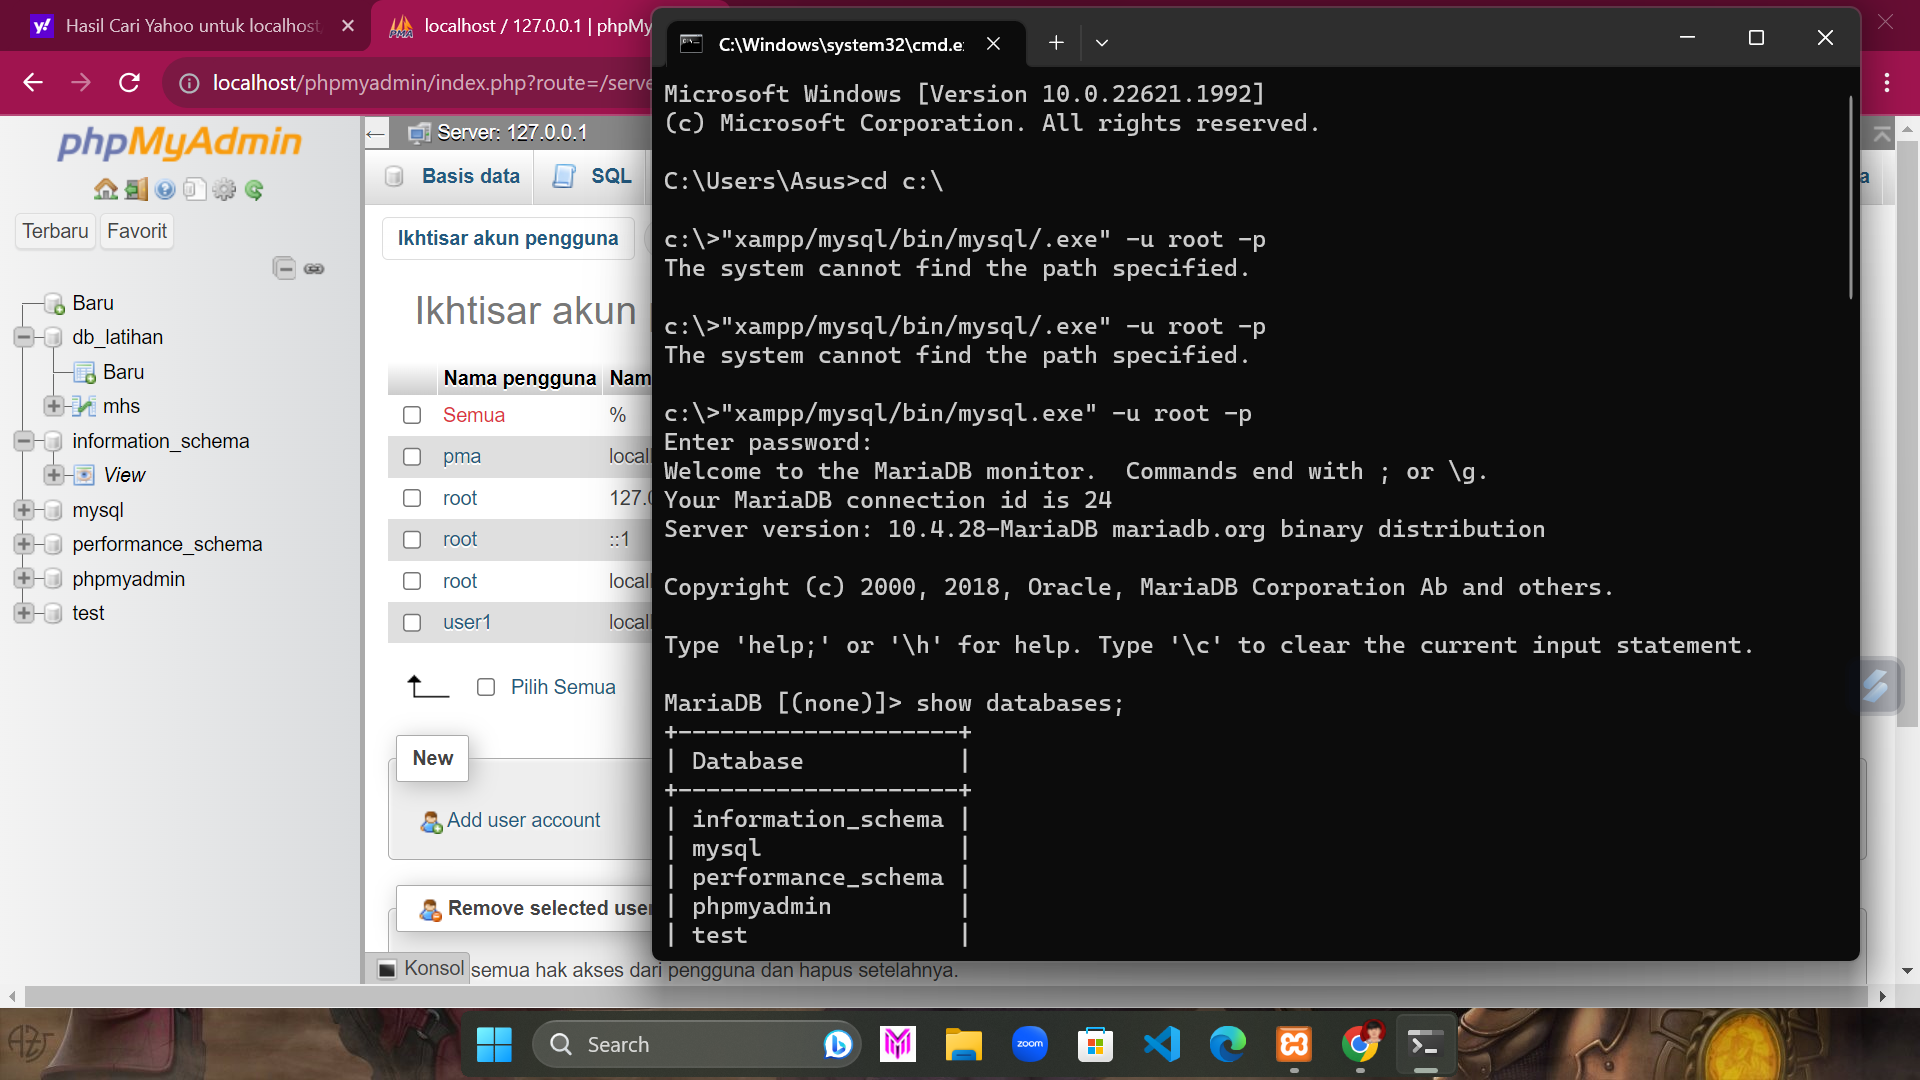 Hasil Cari Yahoo untuk localhost
localhost / 127.0.0.1 | phpMy
localhost/phpmyadmin/index.php?route=/serve
phpMyAdmin
Terbaru
Favorit
Baru
db_latihan
Baru
mhs
information_schema
View
mysql
performance_schema
phpmyadmin
test
Server: 127.0.0.1
Basis data
SQL
a
Ikhtisar akun pengguna
Ikhtisar akun
Nama pengguna
Nam
Semua %
pma local
root 127.0
root ::1
root local
user1 local
Pilih Semua
New
Add user account
Remove selected user
Konsol
semua hak akses dari pengguna dan hapus setelahnya.
C:\Windows\system32\cmd.e
Microsoft Windows [Version 10.0.22621.1992]
(c) Microsoft Corporation. All rights reserved.
C:\Users\Asus>cd c:\
c:\>"xampp/mysql/bin/mysql/.exe" -u root -p
The system cannot find the path specified.
c:\>"xampp/mysql/bin/mysql/.exe" -u root -p
The system cannot find the path specified.
c:\>"xampp/mysql/bin/mysql.exe" -u root -p
Enter password:
Welcome to the MariaDB monitor.  Commands end with ; or \g.
Your MariaDB connection id is 24
Server version: 10.4.28-MariaDB mariadb.org binary distribution
Copyright (c) 2000, 2018, Oracle, MariaDB Corporation Ab and others.
Type 'help;' or '\h' for help. Type '\c' to clear the current input statement.
MariaDB [(none)]> show databases;
+--------------------+
| Database           |
+--------------------+
| information_schema |
| mysql              |
| performance_schema |
| phpmyadmin         |
| test               |
Search
zoom